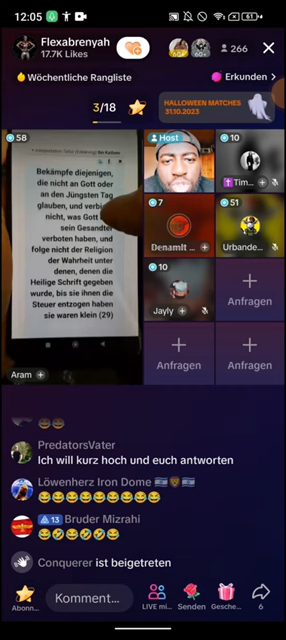 12:05
61
Flexabrenyah
17.7K Likes
266
Wöchentliche Rangliste
Erkunden >
3/18
HALLOWEEN MATCHES
31.10.2023
58
Bekämpfe diejenigen,
die nicht an Gott oder
an den Jüngsten Tag
glauben, und
nicht, was Gott
sein Gesandter
verboten haben, und
folge nicht der Religion
der Wahrheit unter
denen, denen die
Heilige Schrift gegeben
wurde, bis sie ihnen die
Steuer entzogen haben
sie waren klein (29)
Aram
Host
10
Tim...
7
DenamIt ...
51
Urbande...
10
Jayly
Anfragen
Anfragen
Anfragen
PredatorsVater
Ich will kurz hoch und euch antworten
Löwenherz Iron Dome
13 Bruder Mizrahi
Conquerer ist beigetreten
Abonn...
Komment...
LIVE mi...
Senden
Gesche...
6